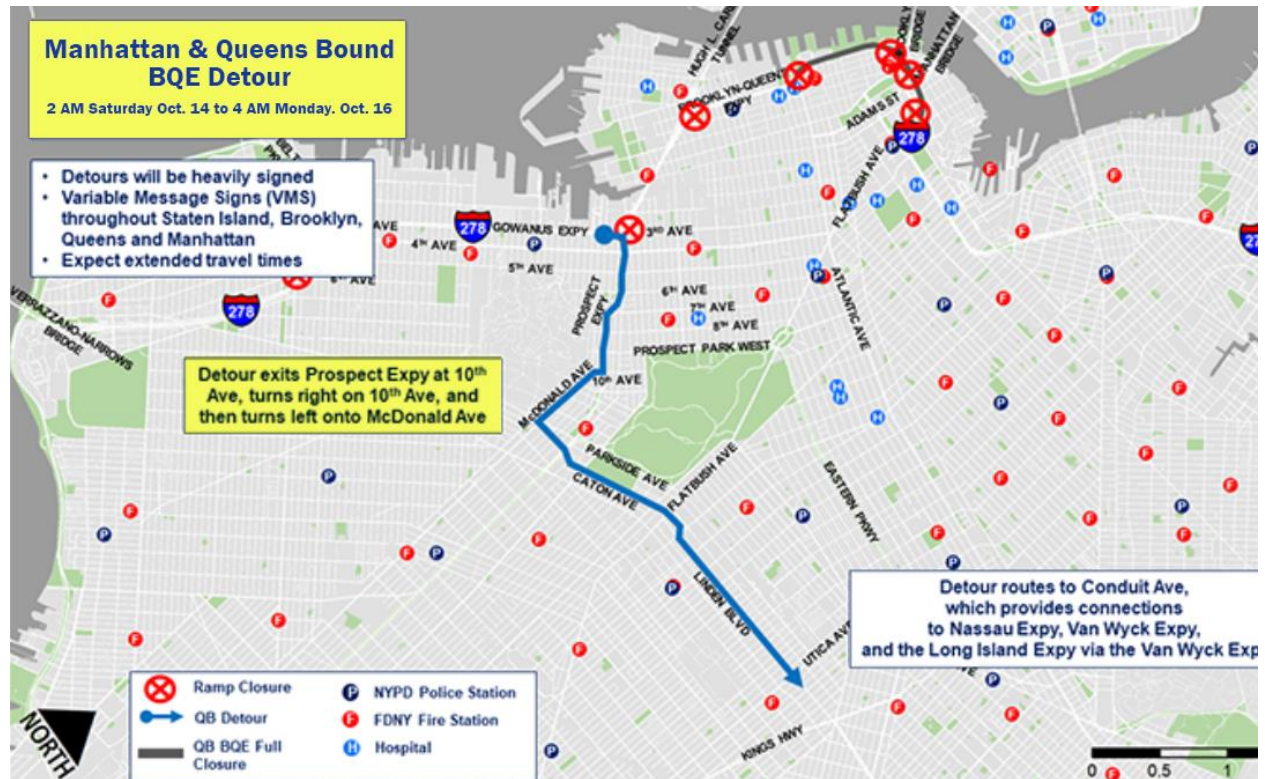 Manhattan & Queens Bound
BQE Detour
2 AM Saturday Oct. 14 to 4 AM Monday. Oct. 16
• Detours will be heavily signed
• Variable Message Signs (VMS)
throughout Staten Island, Brooklyn,
Queens and Manhattan
• Expect extended travel times
HUGH L. CAR
TUNNEL
BROOKLYN-QUEENS
EXPY
BRIDGE
MANHATTAN
BRIDGE
ADAMS ST
278
FLATBUSH AVE
278
GOWANUS EXPY
3RD AVE
AVE
4TH AVE
5TH AVE
6TH AVE
7TH AVE
8TH AVE
278
VERRAZZANO-NARROWS
BRIDGE
PROSPECT
EXPY
ATLANTIC AVE
PROSPECT PARK WEST
10th AVE
McDONALD AVE
Detour exits Prospect Expy at 10th
Ave, turns right on 10th Ave, and
then turns left onto McDonald Ave
PARKSIDE AVE
CATON AVE
FLATBUSH AVE
EASTERN PKWY
LINDEN BLVD
UTICA AVE
KINGS HWY
Detour routes to Conduit Ave,
which provides connections
to Nassau Expy, Van Wyck Expy,
and the Long Island Expy via the Van Wyck Exp
NORTH
Ramp Closure
QB Detour
QB BQE Full
Closure
P NYPD Police Station
F FDNY Fire Station
H Hospital
0 0.5 1